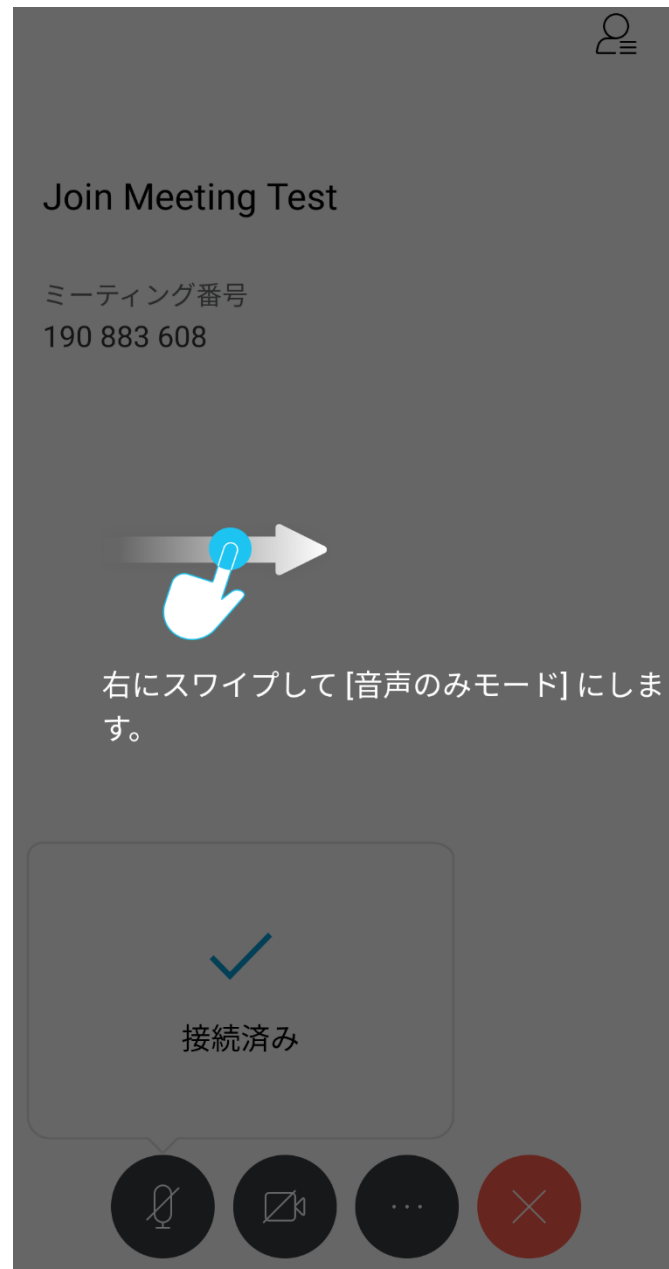 Join Meeting Test
ミーティング番号
190 883 608
右にスワイプして [音声のみモード] にしま
す。
接続済み